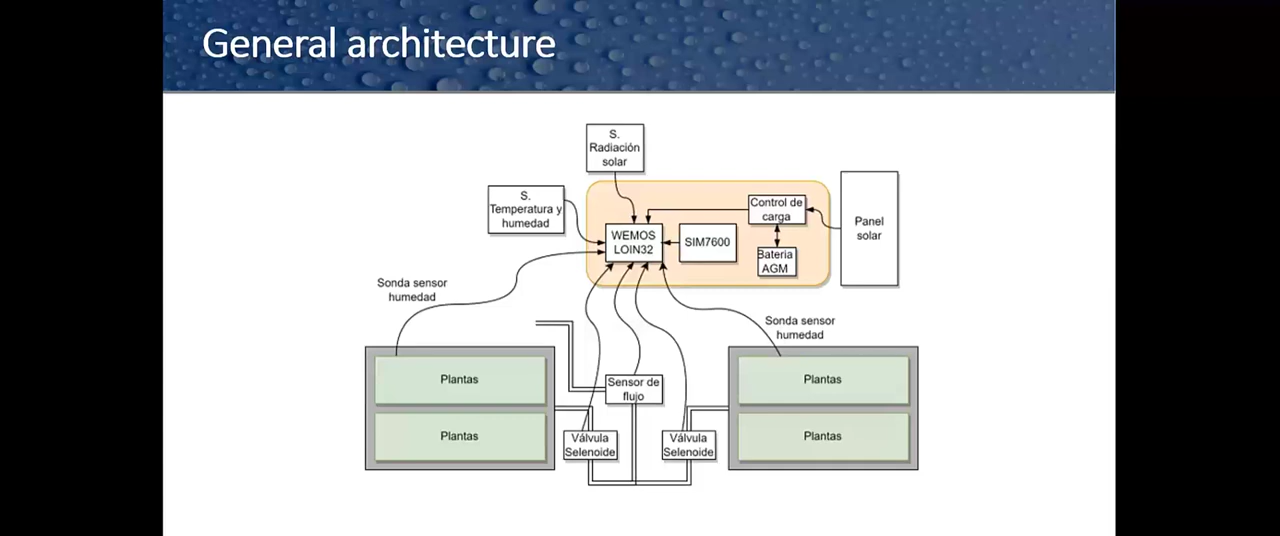 General architecture
S.
Radiación
solar
S.
Temperatura y
humedad
Control de
carga
Panel
solar
WEMOS
LOIN32
SIM7600
Bateria
AGM
Sonda sensor
humedad
Sonda sensor
humedad
Plantas
Plantas
Sensor de
flujo
Plantas
Plantas
Válvula
Selenoide
Válvula
Selenoide